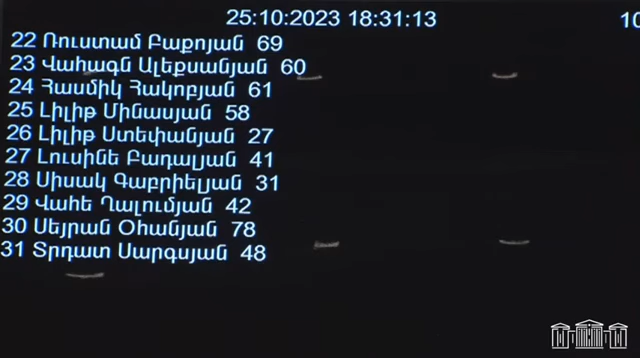 25:10:2023 18:31:13
10
22 Ռուստամ Բաքոյան 69
23 Վահագն Ալեքսանյան 60
24 Հասմիկ Հակոբյան 61
25 Լիլիթ Մինասյան 58
26 Լիլիթ Ստեփանյան 27
27 Լուսինե Բադալյան 41
28 Սիսակ Գաբրիելյան 31
29 Վահե Ղալումյան 42
30 Սեյրան Օհանյան 78
31 Տրդատ Սարգսյան 48